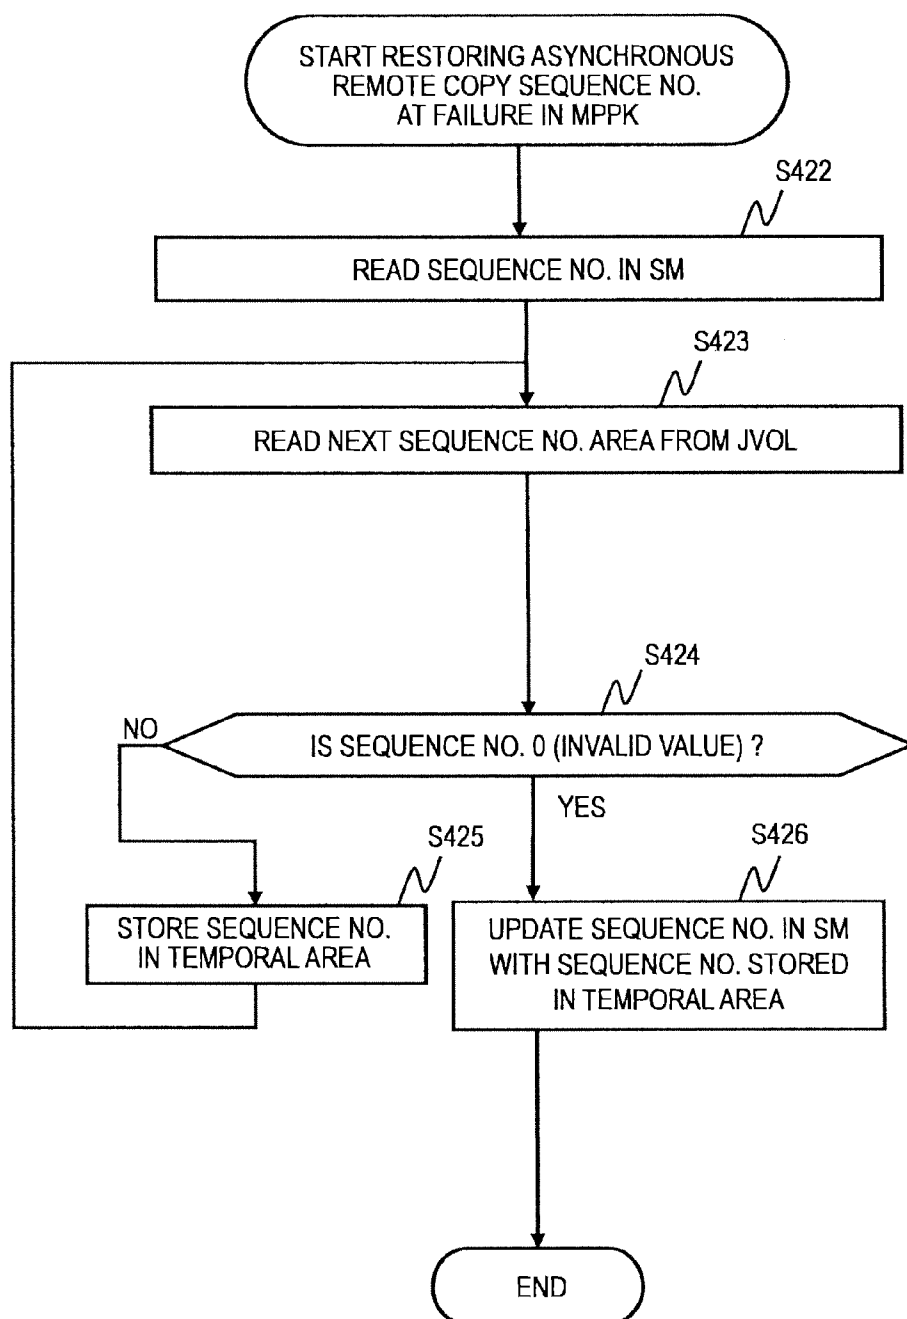 START RESTORING ASYNCHRONOUS
REMOTE COPY SEQUENCE NO.
AT FAILURE IN MPPK
S422
READ SEQUENCE NO. IN SM
S423
READ NEXT SEQUENCE NO. AREA FROM JVOL
S424
NO
IS SEQUENCE NO. 0 (INVALID VALUE) ?
YES
S425
STORE SEQUENCE NO.
IN TEMPORAL AREA
S426
UPDATE SEQUENCE NO. IN SM
WITH SEQUENCE NO. STORED
IN TEMPORAL AREA
END